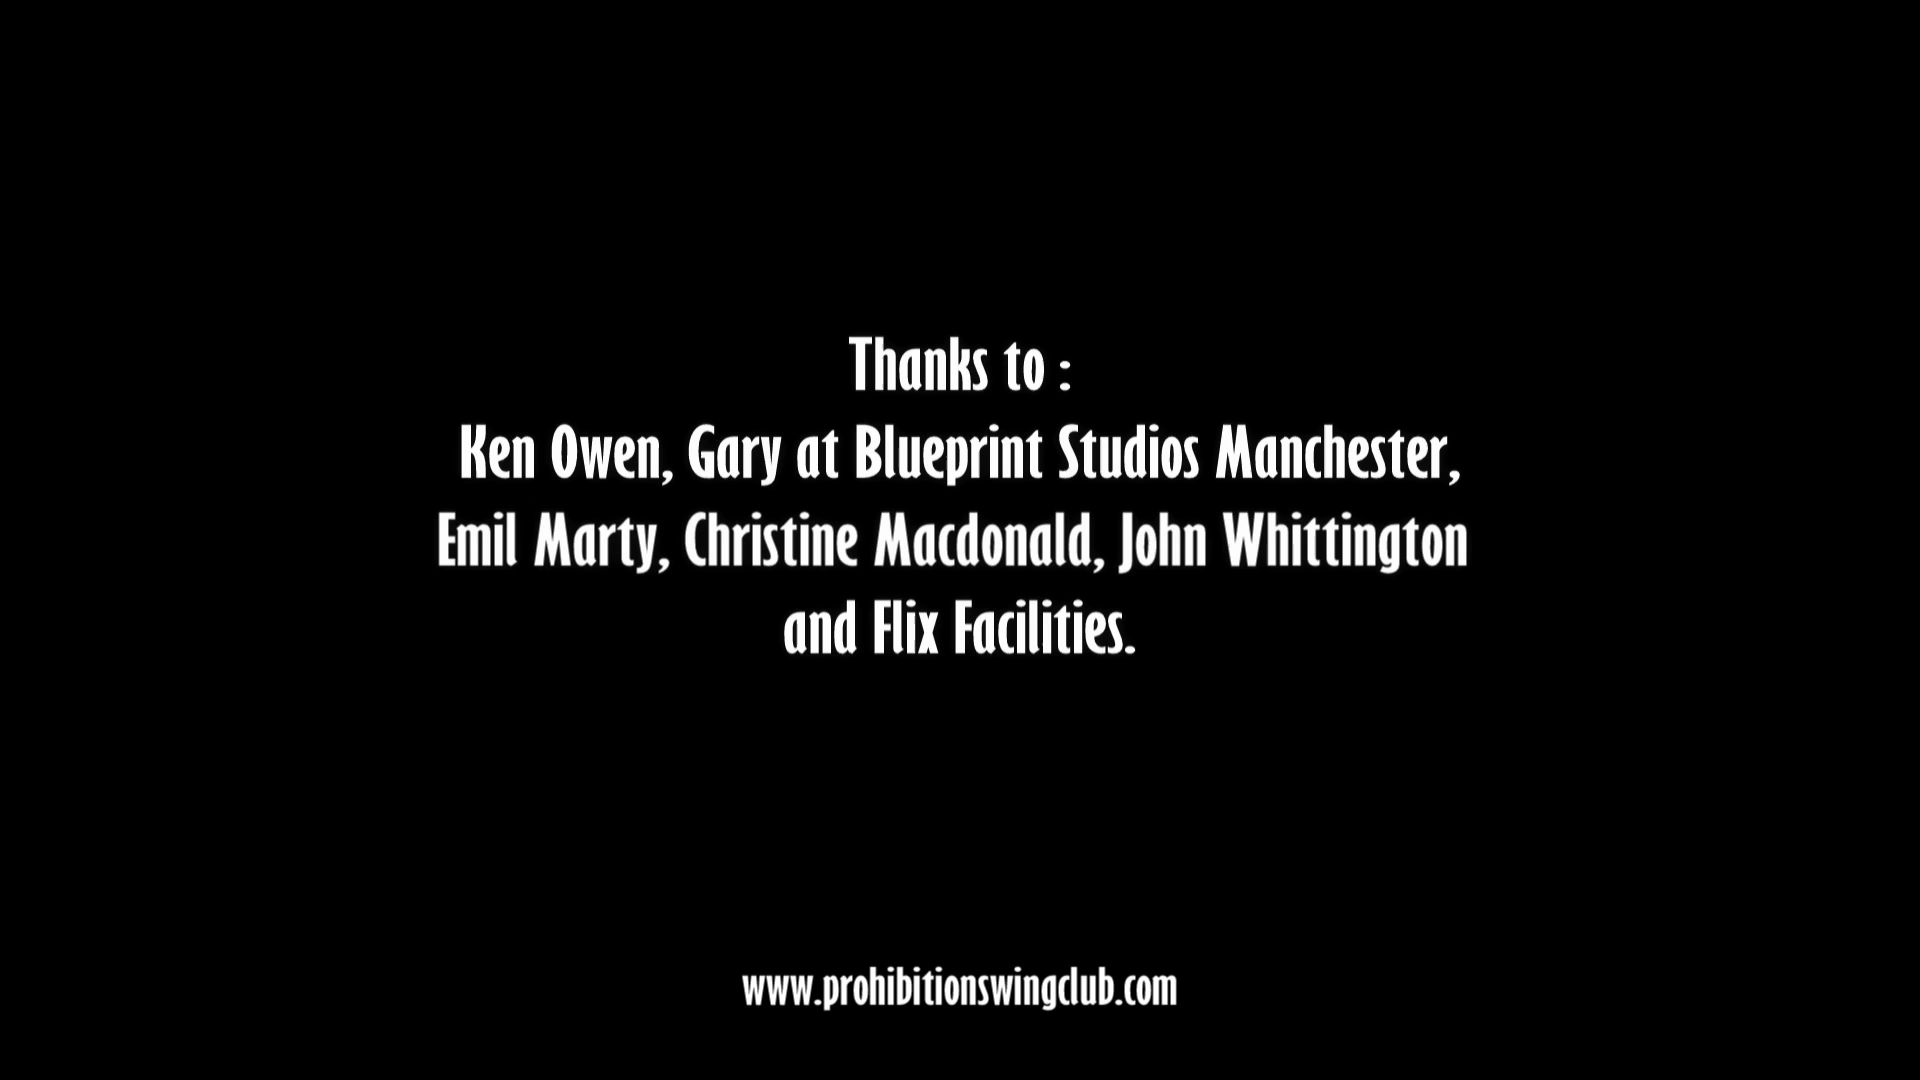 Thanks to :
Ken Owen, Gary at Blueprint Studios Manchester,
Emil Marty, Christine Macdonald, John Whittington
and Flix Facilities.
www.prohibitionswingclub.com